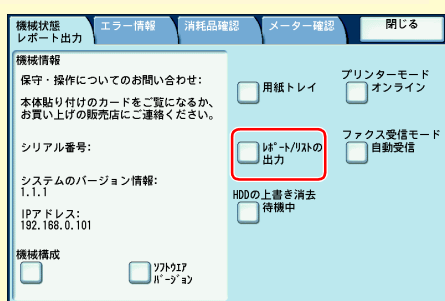 機械状態
レポート出力
エラー情報
消耗品確認
メーター確認
閉じる
機械情報
保守・操作についてのお問い合わせ:
本体貼り付けのカードをご覧になるか、
お買い上げの販売店にご連絡ください。
シリアル番号:
システムのバージョン情報:
1.1.1
IPアドレス:
192.168.0.101
機械構成
ソフトウエア
バージョン
用紙トレイ
レポート/リストの
出力
HDDの上書き消去
待機中
プリンターモード
オンライン
ファクス受信モード
自動受信